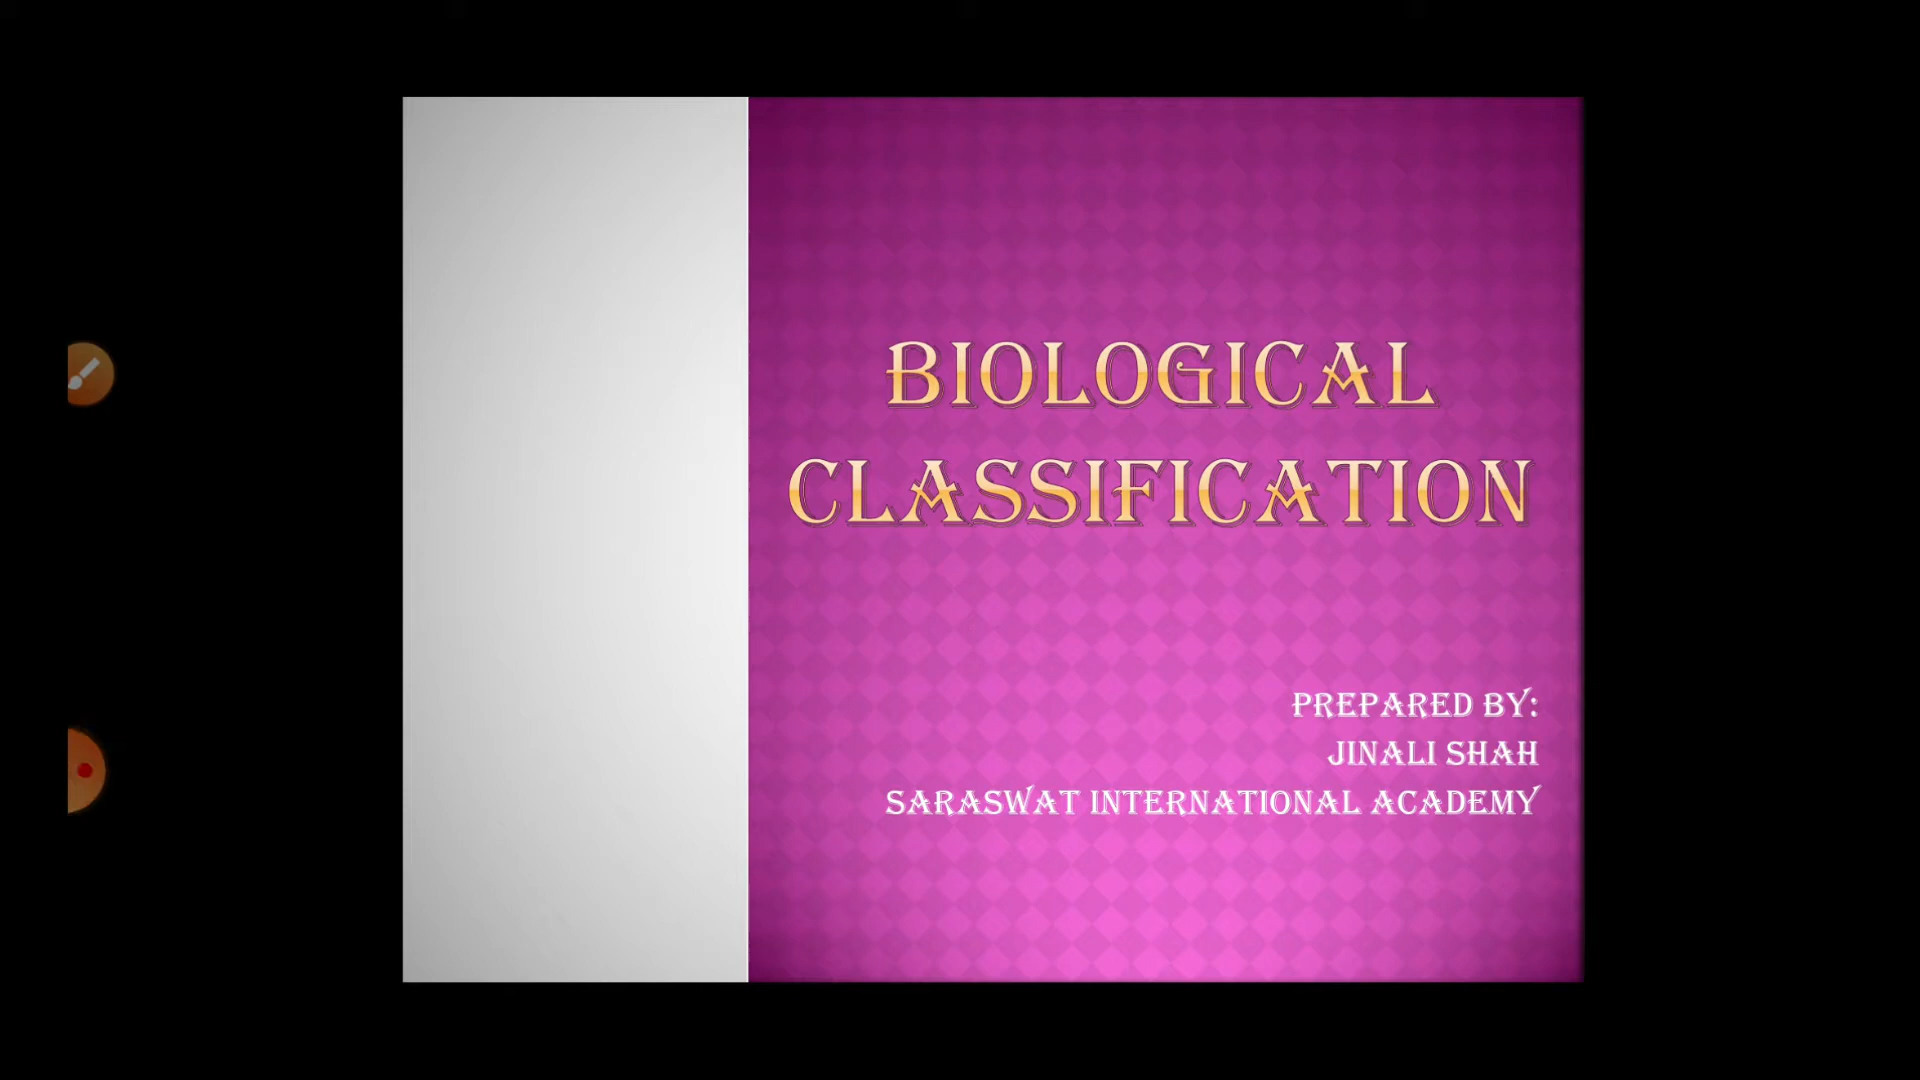 BIOLOGICAL
CLASSIFICATION
PREPARED BY:
JINALI SHAH
SARASWAT INTERNATIONAL ACADEMY